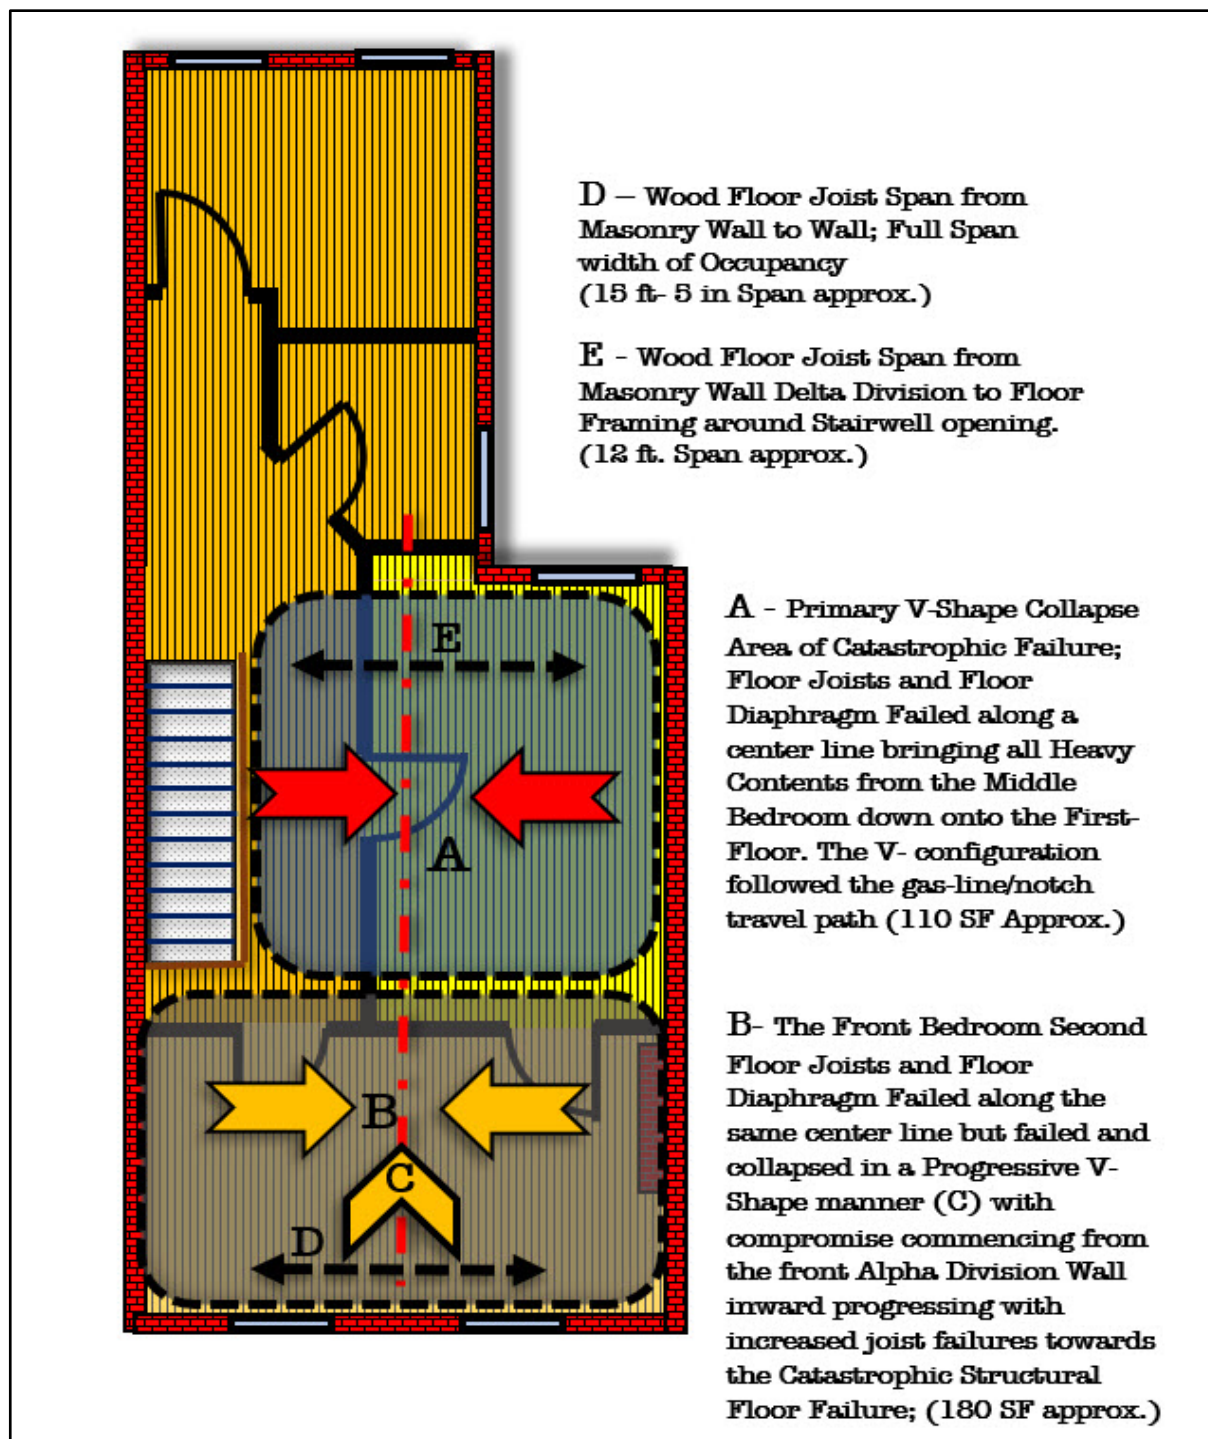 D – Wood Floor Joist Span from
Masonry Wall to Wall; Full Span
width of Occupancy
(15 ft- 5 in Span approx.)
E - Wood Floor Joist Span from
Masonry Wall Delta Division to Floor
Framing around Stairwell opening.
(12 ft. Span approx.)
A - Primary V-Shape Collapse
Area of Catastrophic Failure;
Floor Joists and Floor
Diaphragm Failed along a
center line bringing all Heavy
Contents from the Middle
Bedroom down onto the First-
Floor. The V- configuration
followed the gas-line/notch
travel path (110 SF Approx.)
B- The Front Bedroom Second
Floor Joists and Floor
Diaphragm Failed along the
same center line but failed and
collapsed in a Progressive V-
Shape manner (C) with
compromise commencing from
the front Alpha Division Wall
inward progressing with
increased joist failures towards
the Catastrophic Structural
Floor Failure; (180 SF approx.)
E
A
B
C
D